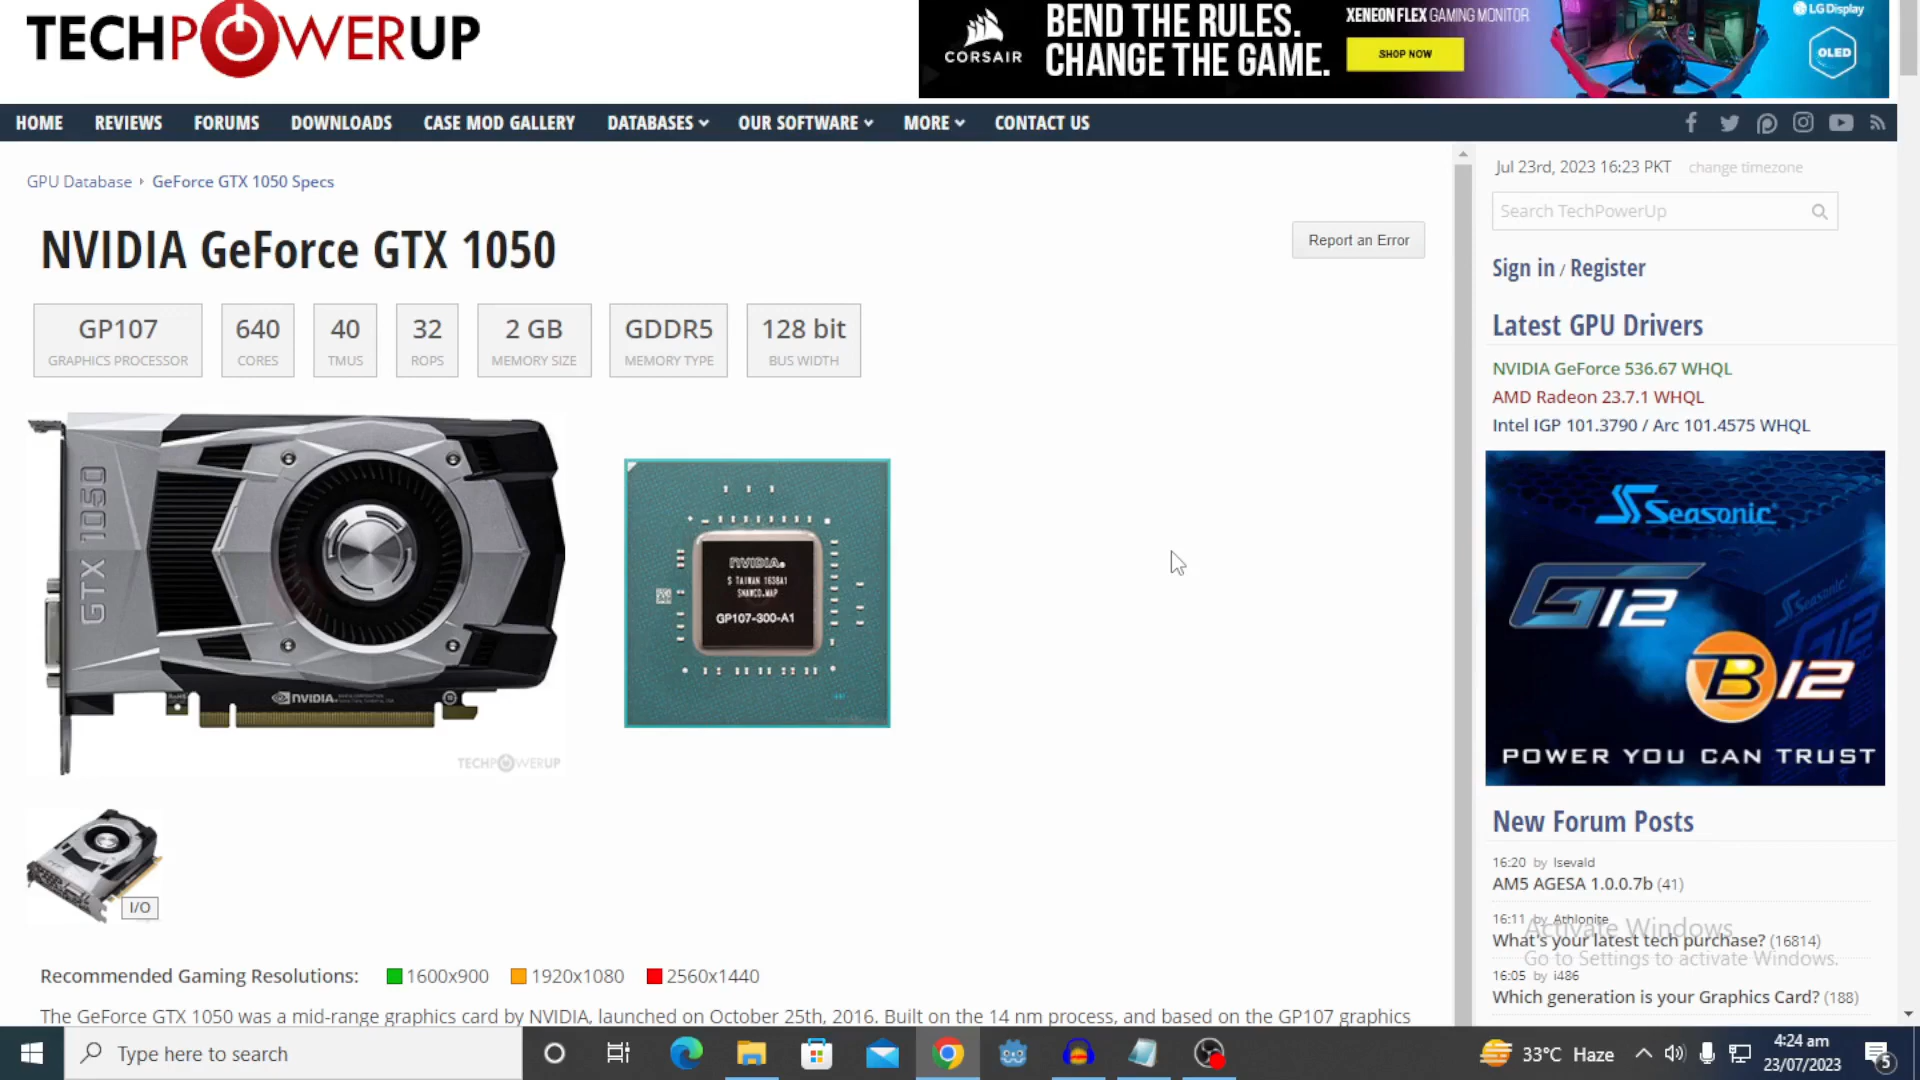 TECHPOWERUP
CORSAIR
BEND THE RULES.
CHANGE THE GAME.
XENEON FLEX GAMING MONITOR
SHOP NOW
LG Display
OLED
HOME REVIEWS FORUMS DOWNLOADS CASE MOD GALLERY DATABASES OUR SOFTWARE MORE CONTACT US
GPU Database GeForce GTX 1050 Specs
NVIDIA GeForce GTX 1050
Report an Error
GP107
GRAPHICS PROCESSOR
640
CORES
40
TMUS
32
ROPS
2 GB
MEMORY SIZE
GDDR5
MEMORY TYPE
128 bit
BUS WIDTH
GTX 1050
NVIDIA
TECHPOWERUP
NVIDIA
S TAIWAN 1638A1
SNAWCD.MAP
GP107-300-A1
I/O
Recommended Gaming Resolutions: 1600x900 1920x1080 2560x1440
The GeForce GTX 1050 was a mid-range graphics card by NVIDIA, launched on October 25th, 2016. Built on the 14 nm process, and based on the GP107 graphics
Jul 23rd, 2023 16:23 PKT change timezone
Search TechPowerUp
Sign in / Register
Latest GPU Drivers
NVIDIA GeForce 536.67 WHQL
AMD Radeon 23.7.1 WHQL
Intel IGP 101.3790 / Arc 101.4575 WHQL
Seasonic
G12
B12
POWER YOU CAN TRUST
New Forum Posts
16:20 by lsevald
AM5 AGESA 1.0.0.7b (41)
16:11 by Athlonite
What's your latest tech purchase? (16814)
16:05 by i486
Which generation is your Graphics Card? (188)
Activate Windows
Go to Settings to activate Windows.
Type here to search
33°C Haze
4:24 am
23/07/2023
5